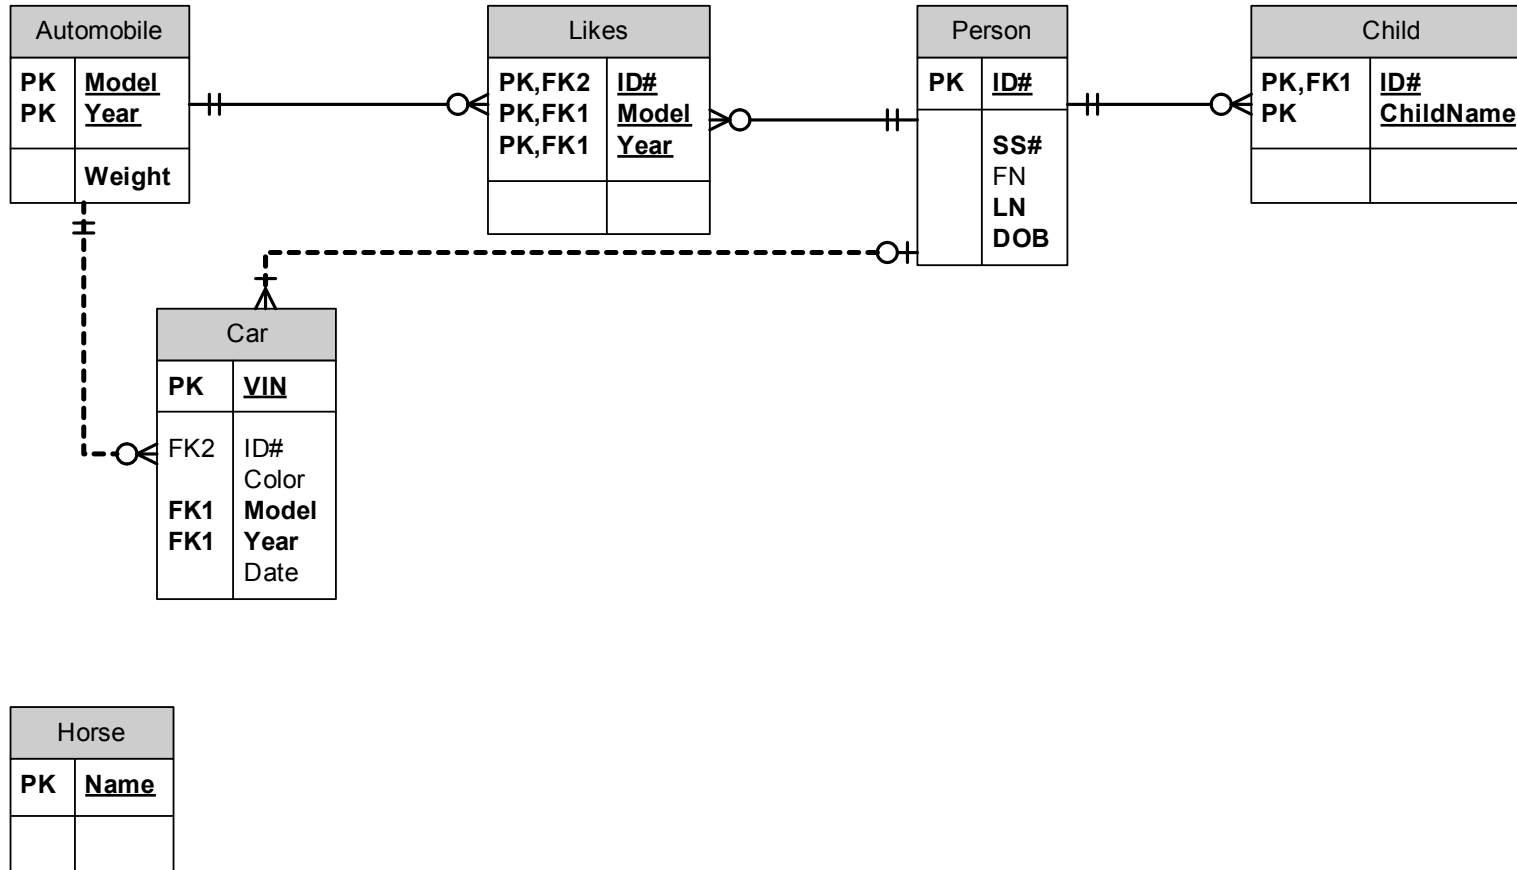 Automobile
PK Model
PK Year
Weight
Likes
PK,FK2 ID#
PK,FK1 Model
PK,FK1 Year
Person
PK ID#
SS#
FN
LN
DOB
Child
PK,FK1 ID#
PK ChildName
Car
PK VIN
FK2 ID#
Color
FK1 Model
FK1 Year
Date
Horse
PK Name